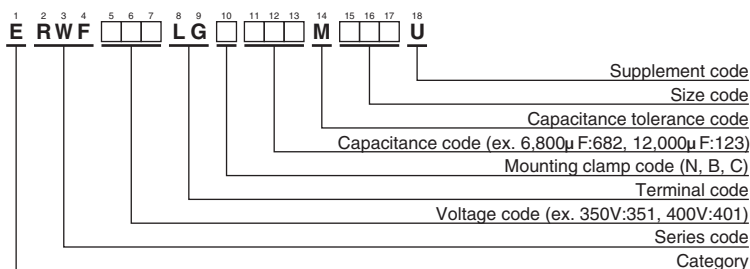 1 2 3 4 5 6 7 8 9 10 11 12 13 14 15 16 17 18
E RWF LG M U
Supplement code
Size code
Capacitance tolerance code
Capacitance code (ex. 6,800μF:682, 12,000μF:123)
Mounting clamp code (N, B, C)
Terminal code
Voltage code (ex. 350V:351, 400V:401)
Series code
Category